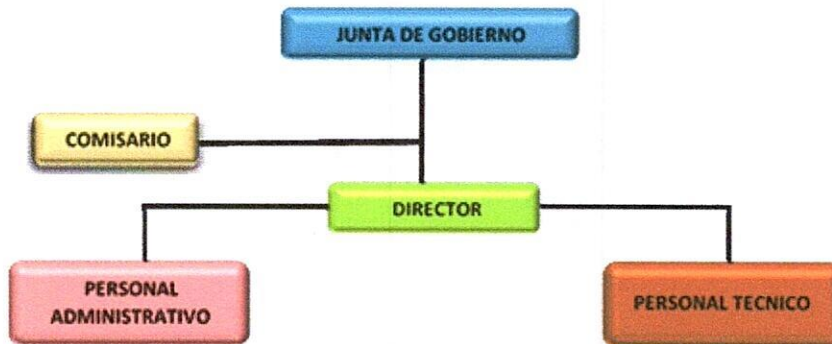 JUNTA DE GOBIERNO
COMISARIO
DIRECTOR
PERSONAL
ADMINISTRATIVO
PERSONAL TECNICO